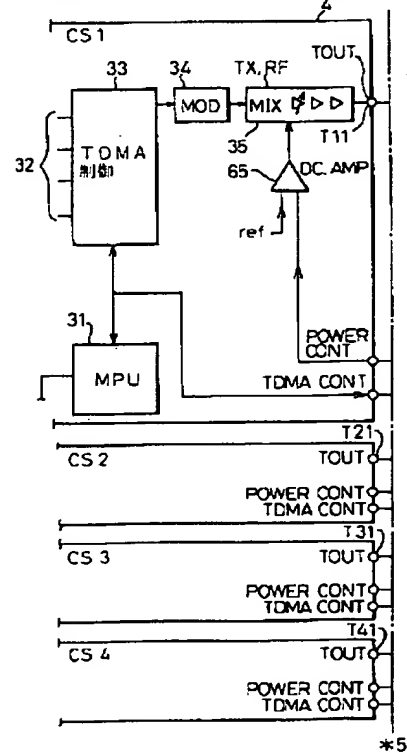 4
CS 1
TOUT
33
34
TX, RF
MOD
MIX
T11
35
32
TDMA
制御
65
DC. AMP
ref
31
POWER
CONT
MPU
TDMA CONT
T21
CS 2
TOUT
POWER CONT
TDMA CONT
T31
CS 3
TOUT
POWER CONT
TDMA CONT
T41
CS 4
TOUT
POWER CONT
TDMA CONT
*5